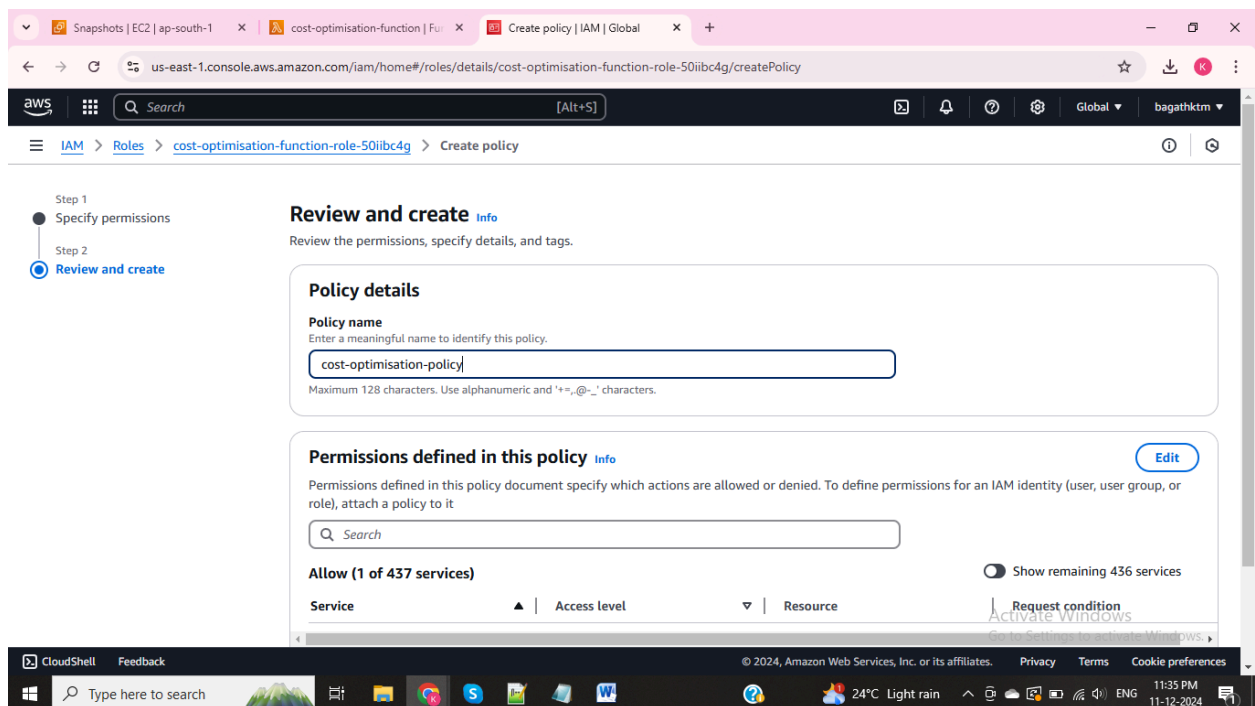 Snapshots | EC2 | ap-south-1
cost-optimisation-function | Fun
Create policy | IAM | Global
us-east-1.console.aws.amazon.com/iam/home#/roles/details/cost-optimisation-function-role-50iibc4g/createPolicy
K
aws
Search [Alt+S]
Global
bagathktm
IAM > Roles > cost-optimisation-function-role-50iibc4g > Create policy
Step 1
Specify permissions
Step 2
Review and create
Review and create Info
Review the permissions, specify details, and tags.
Policy details
Policy name
Enter a meaningful name to identify this policy.
cost-optimisation-policy
Maximum 128 characters. Use alphanumeric and '+=,.@-_' characters.
Permissions defined in this policy Info
Edit
Permissions defined in this policy document specify which actions are allowed or denied. To define permissions for an IAM identity (user, user group, or
role), attach a policy to it
Search
Allow (1 of 437 services)
Show remaining 436 services
Service Access level Resource Request condition
Activate Windows
Go to Settings to activate Windows.
CloudShell Feedback © 2024, Amazon Web Services, Inc. or its affiliates. Privacy Terms Cookie preferences
Type here to search
24°C Light rain
ENG
11:35 PM
11-12-2024